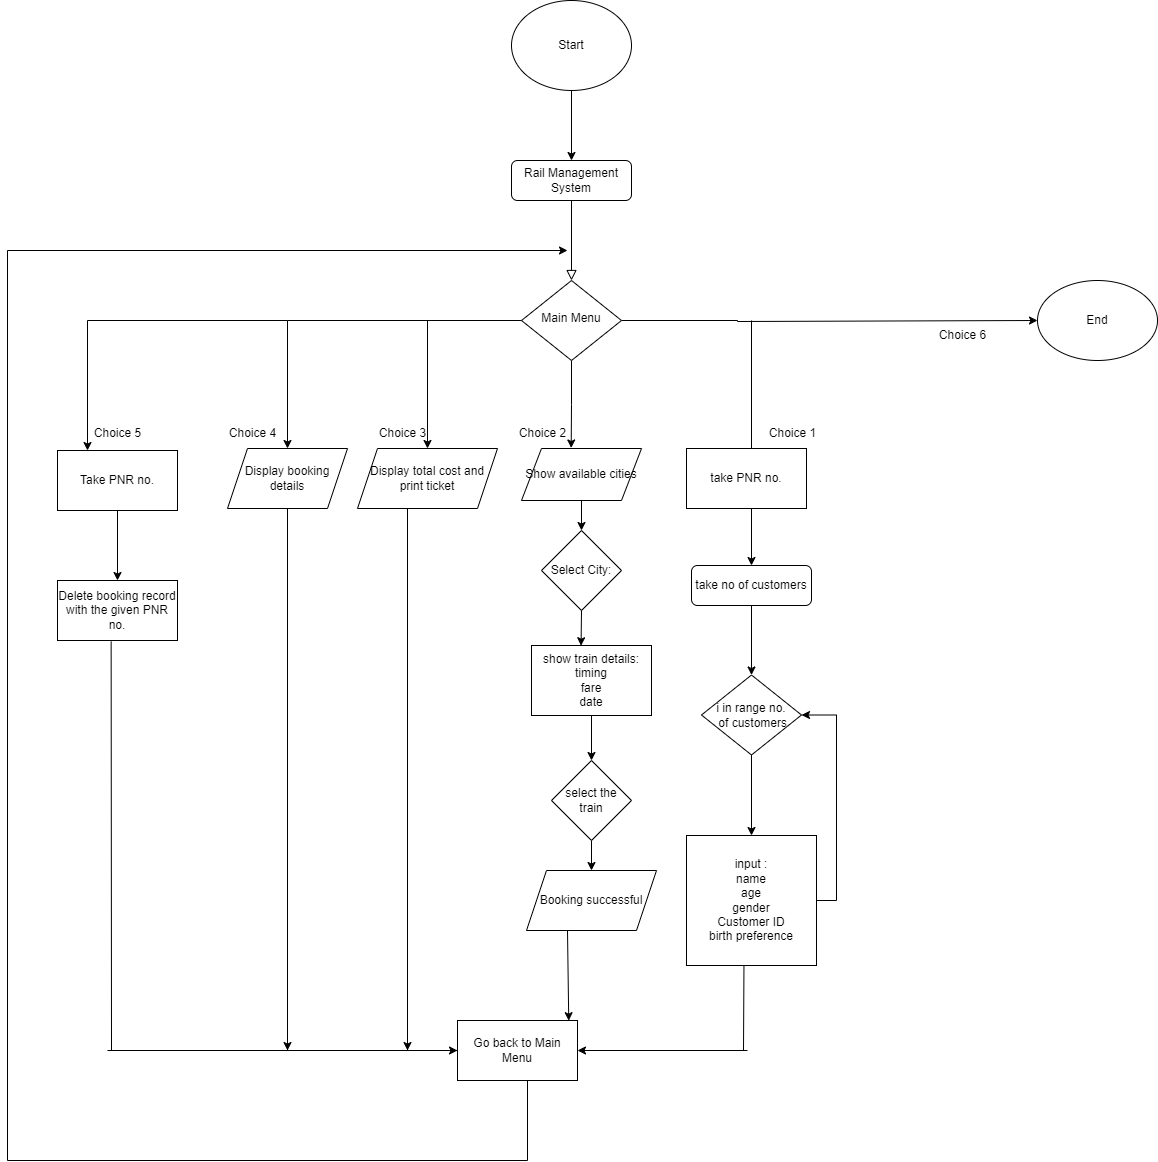 Start
Rail Management
System
Main Menu
End
Choice 6
Choice 5
Choice 4
Choice 3
Choice 2
Choice 1
Take PNR no.
Display booking
details
Display total cost and
print ticket
Show available cities
take PNR no.
Select City:
take no of customers
Delete booking record
with the given PNR
no.
show train details:
timing
fare
date
i in range no.
of customers
select the
train
input :
name
age
gender
Customer ID
birth preference
Booking successful
Go back to Main
Menu